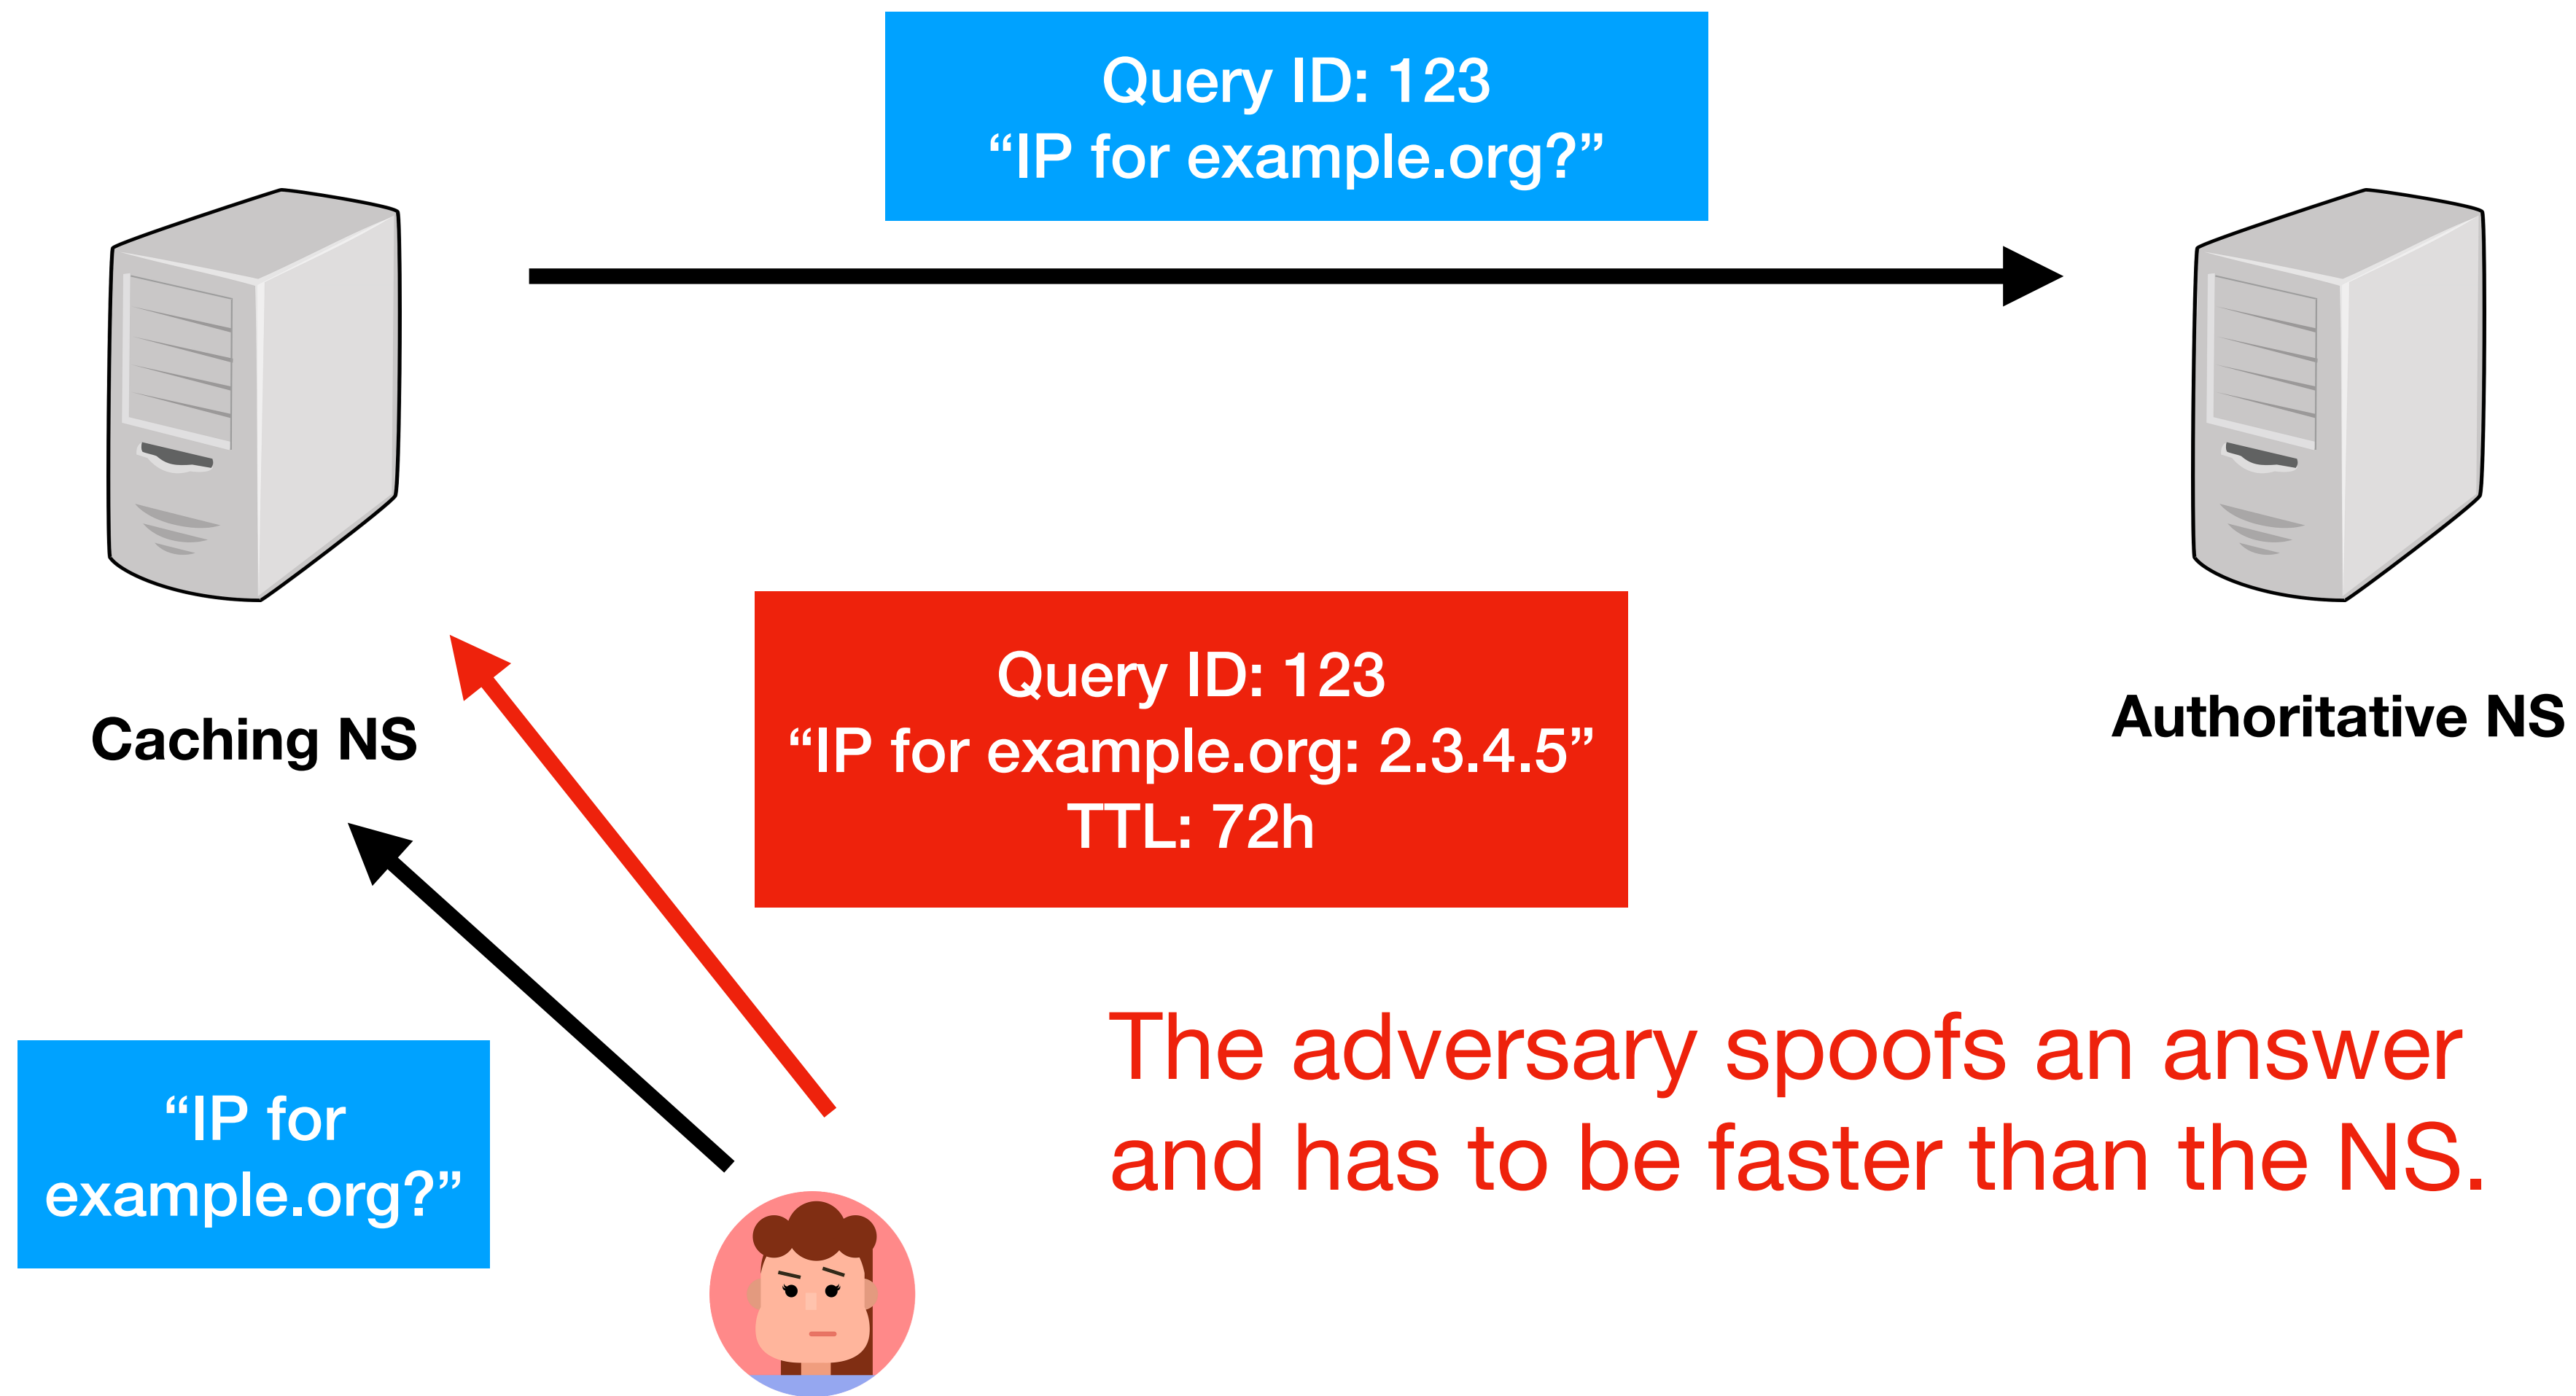 Query ID: 123
“IP for example.org?”
Caching NS
Authoritative NS
Query ID: 123
“IP for example.org: 2.3.4.5”
TTL: 72h
“IP for
example.org?”
The adversary spoofs an answer
and has to be faster than the NS.